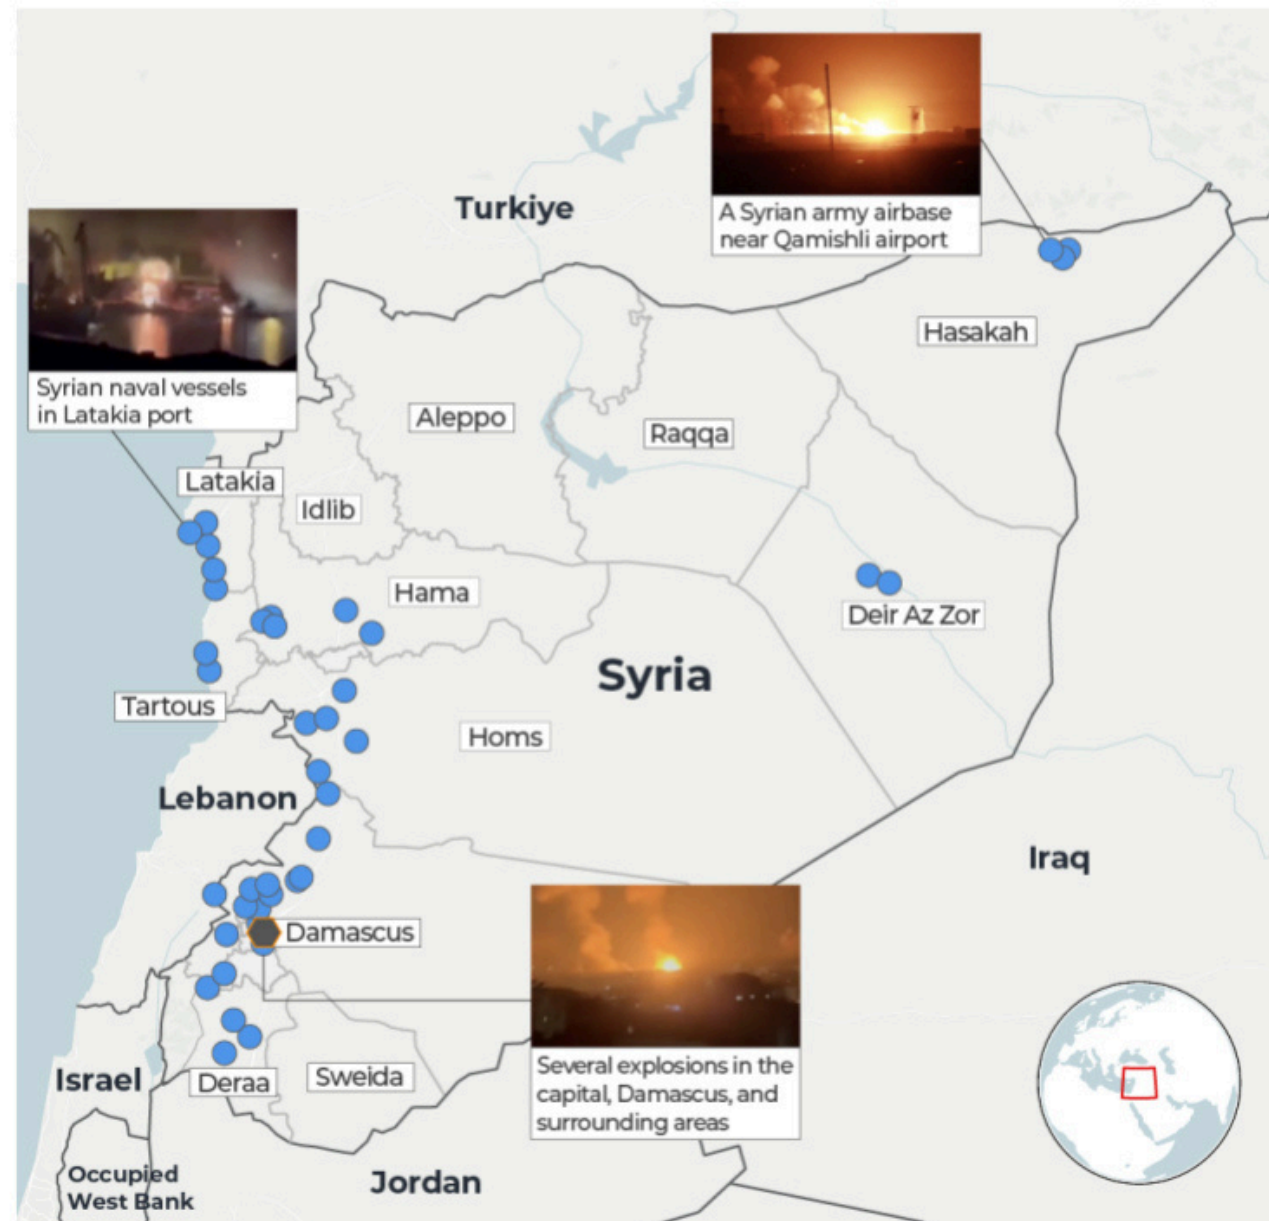 Turkiye
A Syrian army airbase
near Qamishli airport
Syrian naval vessels
in Latakia port
Hasakah
Aleppo
Raqqa
Latakia
Idlib
Hama
Deir Az Zor
Syria
Tartous
Homs
Lebanon
Iraq
Damascus
Several explosions in the
capital, Damascus, and
surrounding areas
Israel
Deraa
Sweida
Occupied
West Bank
Jordan